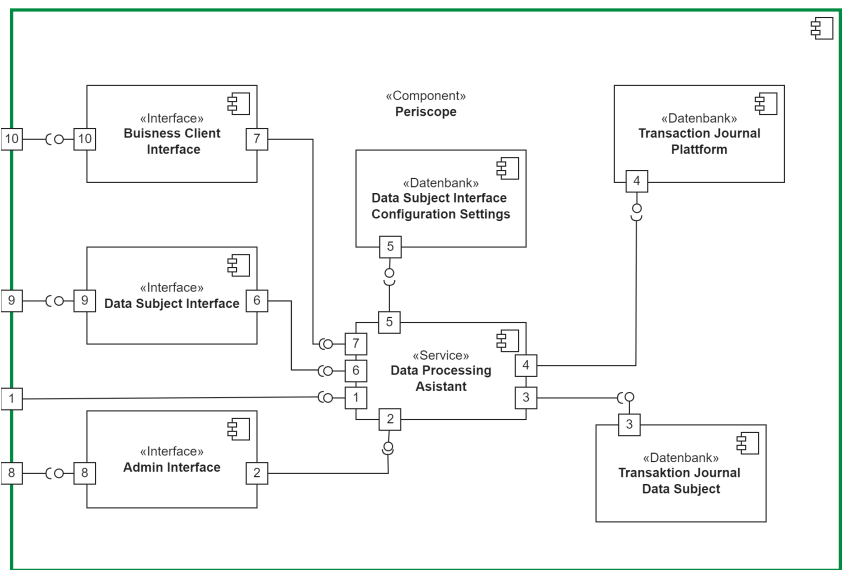 «Component»
Periscope
10
10
«Interface»
Buisness Client
Interface
7
«Datenbank»
Transaction Journal
Plattform
4
«Datenbank»
Data Subject Interface
Configuration Settings
5
9
9
«Interface»
Data Subject Interface
6
5
7
6
1
«Service»
Data Processing
Asistant
4
3
2
1
8
8
«Interface»
Admin Interface
2
3
«Datenbank»
Transaktion Journal
Data Subject